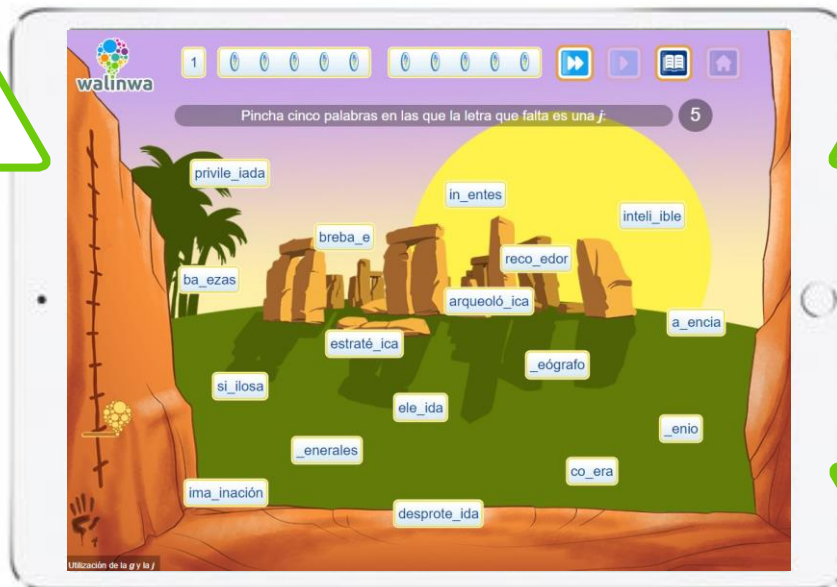 walinwa
1
Pincha cinco palabras en las que la letra que falta es una j:
5
privile_iada
in_entes
inteli_ible
breba_e
reco_edor
ba_ezas
arqueoló_ica
a_encia
estraté_ica
_eógrafo
si_ilosa
ele_ida
_enio
_enerales
co_era
ima_inación
desprote_ida
Utilización de la g y la j